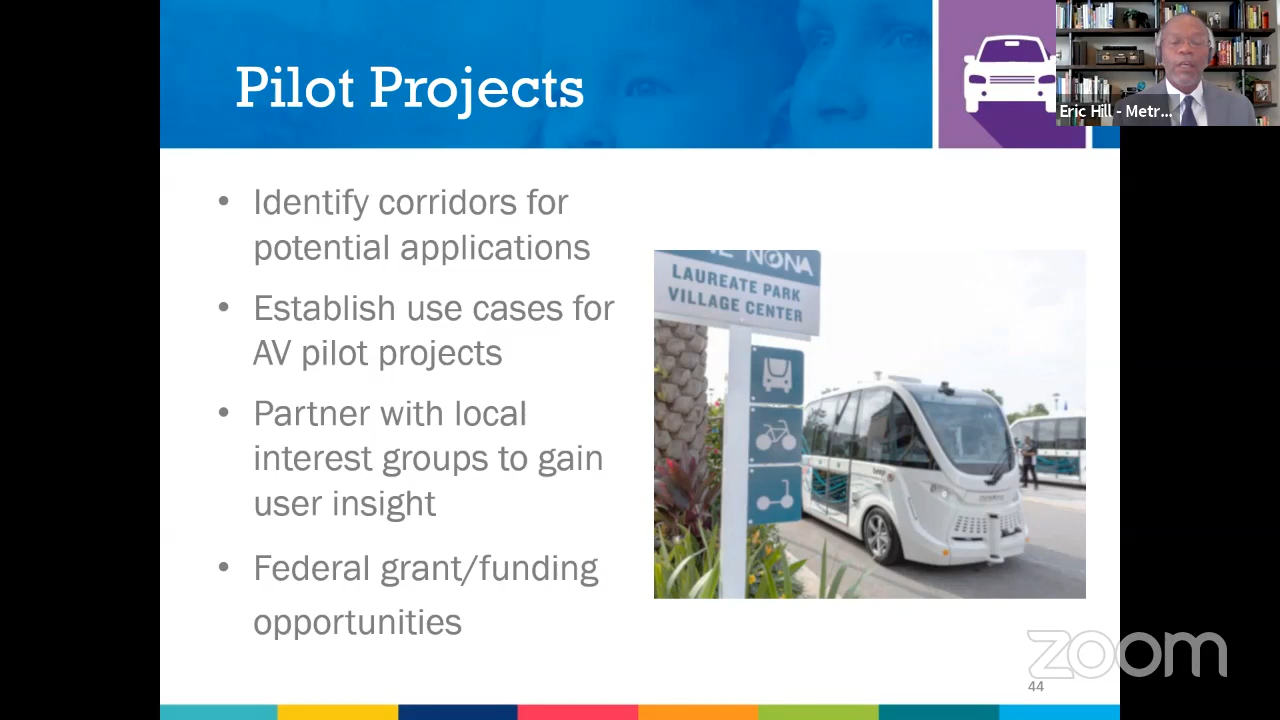 Pilot Projects
Eric Hill - Metr...
• Identify corridors for
potential applications
• Establish use cases for
AV pilot projects
• Partner with local
interest groups to gain
user insight
• Federal grant/funding
opportunities
NONA
LAUREATE PARK
VILLAGE CENTER
zoom
44